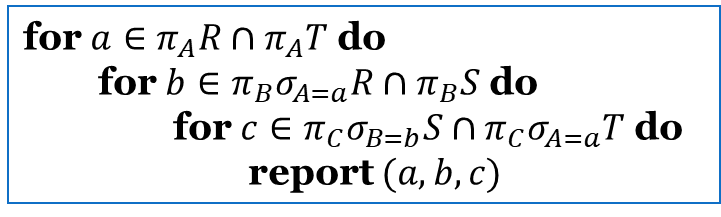 for a ∈ π_A R ∩ π_A T do
for b ∈ π_B σ_{A=a} R ∩ π_B S do
for c ∈ π_C σ_{B=b} S ∩ π_C σ_{A=a} T do
report (a, b, c)